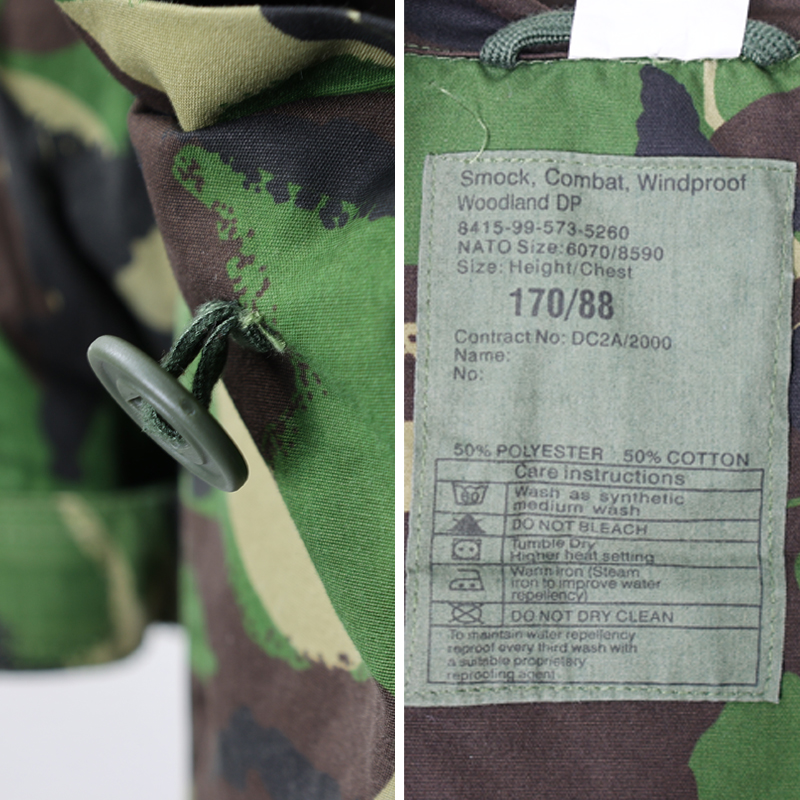 Smock, Combat, Windproof
Woodland DP
8415-99-573-5260
NATO Size:6070/8590
Size: Height/Chest
170/88
Contract No: DC2A/2000
Name:
No:
50% POLYESTER 50% COTTON
Care Instructions
60
Wash as synthetic
medium wash
DO NOT BLEACH
Tumble Dry
Higher heat setting
Warm Iron (Steam
iron to improve water
repellency)
DO NOT DRY CLEAN
To maintain water repellency
reproof every third wash with
a suitable proprietary
reproofing agent